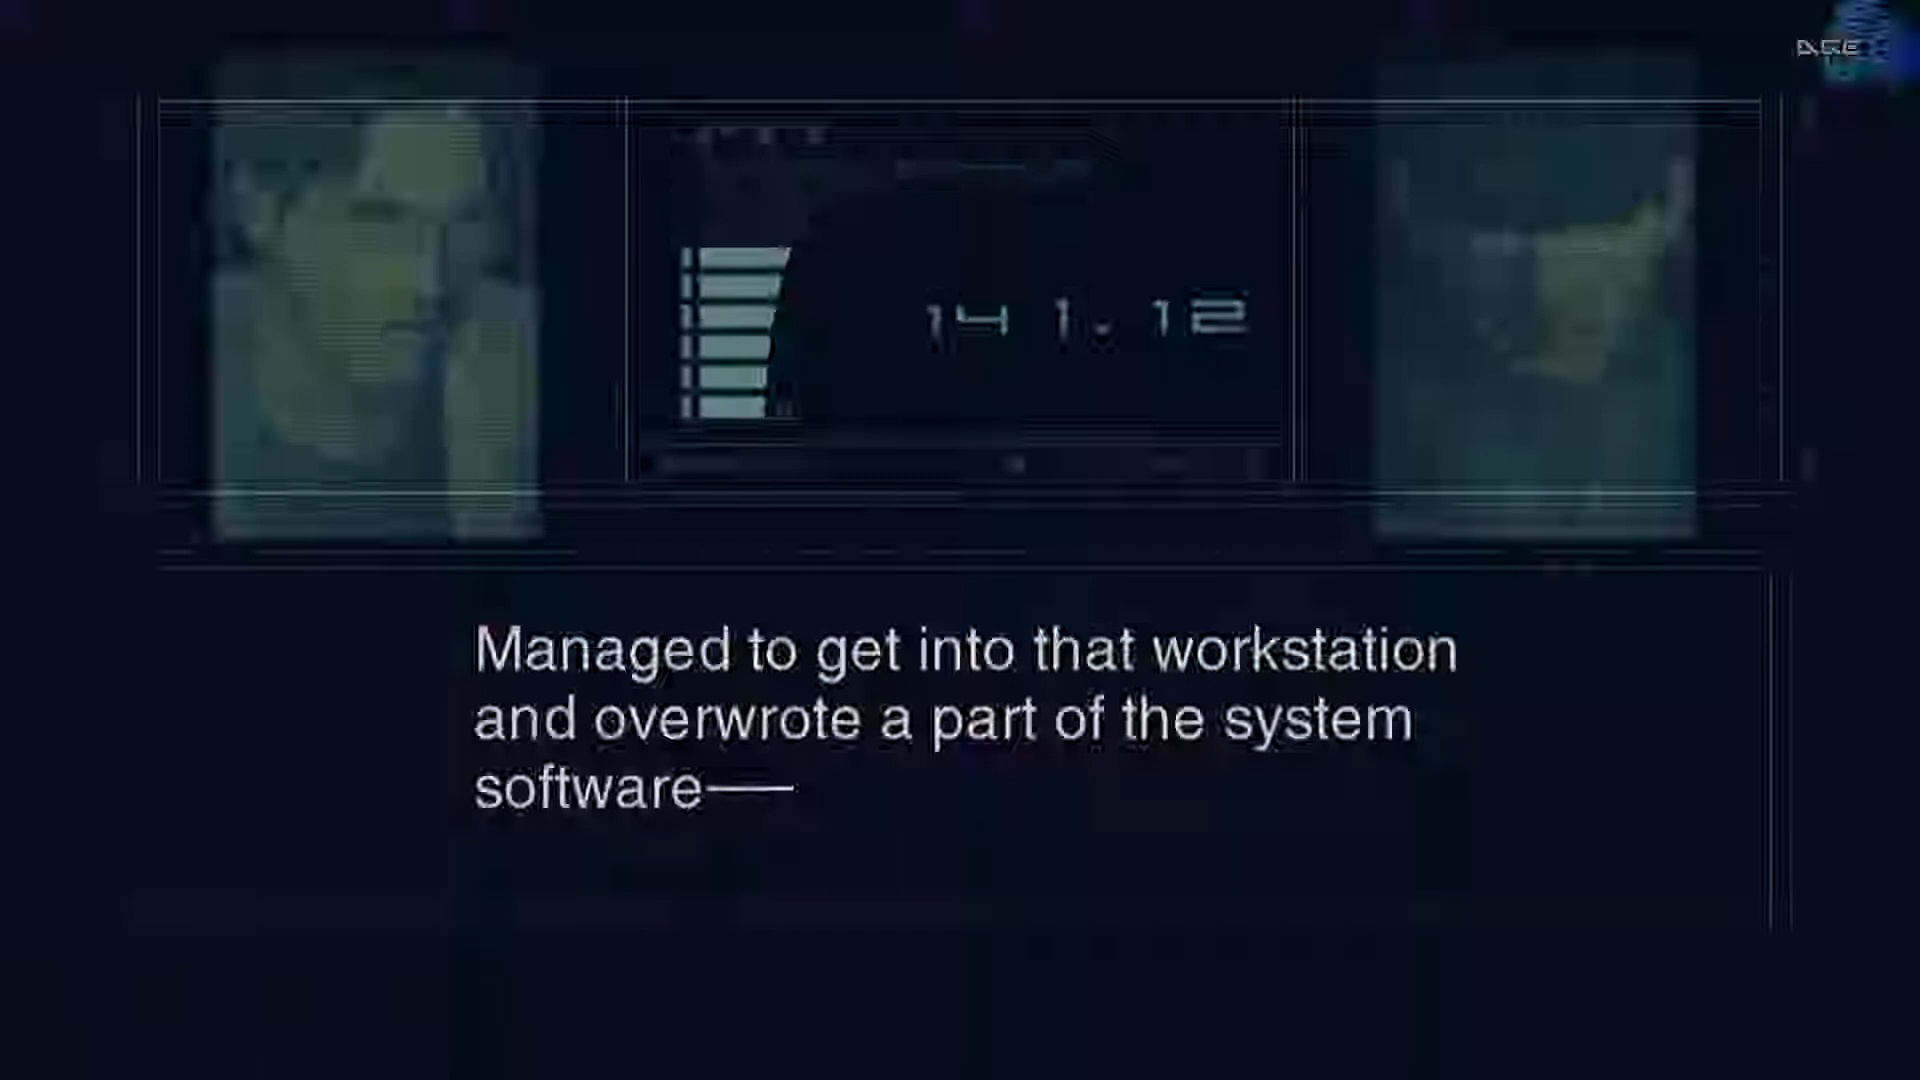 141.12
Managed to get into that workstation
and overwrote a part of the system
software——